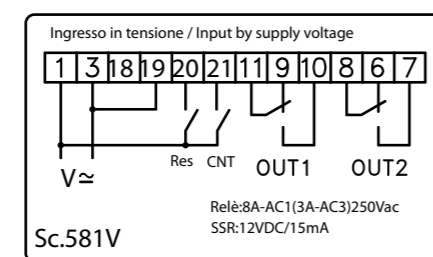 Ingresso in tensione / Input by supply voltage
1 3 18 19 20 21 11 9 10 8 6 7
Res CNT OUT1 OUT2
V≃
Relè:8A-AC1(3A-AC3)250Vac
SSR:12VDC/15mA
Sc.581V